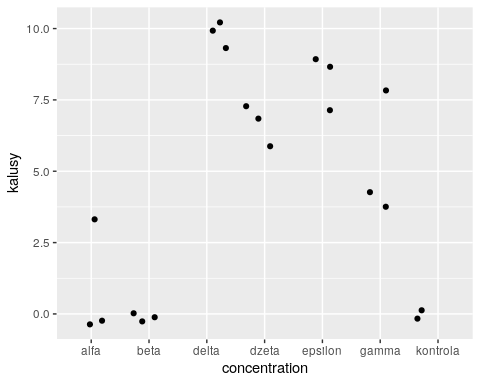 10.0
7.5
5.0
2.5
0.0
kalusy
alfa beta delta dzeta epsilon gamma kontrola
concentration